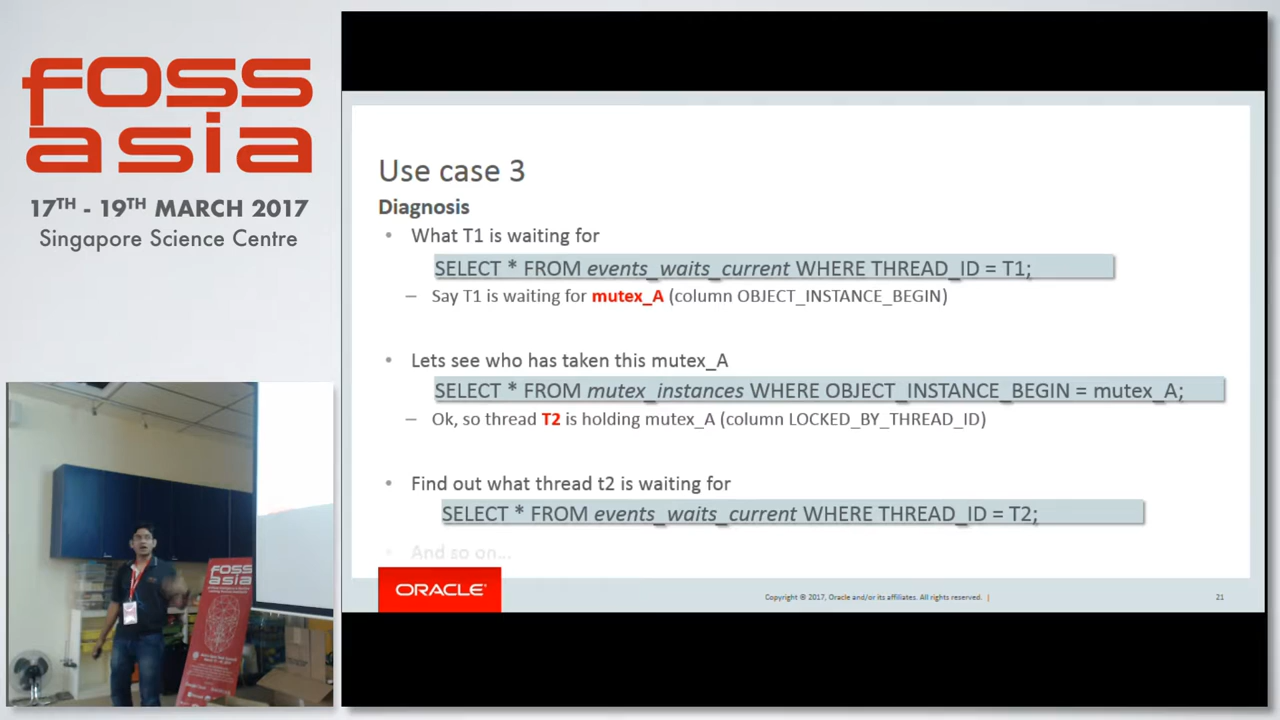 foss
asia
17TH - 19TH MARCH 2017
Singapore Science Centre
Use case 3
Diagnosis
• What T1 is waiting for
SELECT * FROM events_waits_current WHERE THREAD_ID = T1;
– Say T1 is waiting for mutex_A (column OBJECT_INSTANCE_BEGIN)
• Lets see who has taken this mutex_A
SELECT * FROM mutex_instances WHERE OBJECT_INSTANCE_BEGIN = mutex_A;
– Ok, so thread T2 is holding mutex_A (column LOCKED_BY_THREAD_ID)
• Find out what thread t2 is waiting for
SELECT * FROM events_waits_current WHERE THREAD_ID = T2;
• And so on...
ORACLE
Copyright © 2017, Oracle and/or its affiliates. All rights reserved. |
21
foss
asia